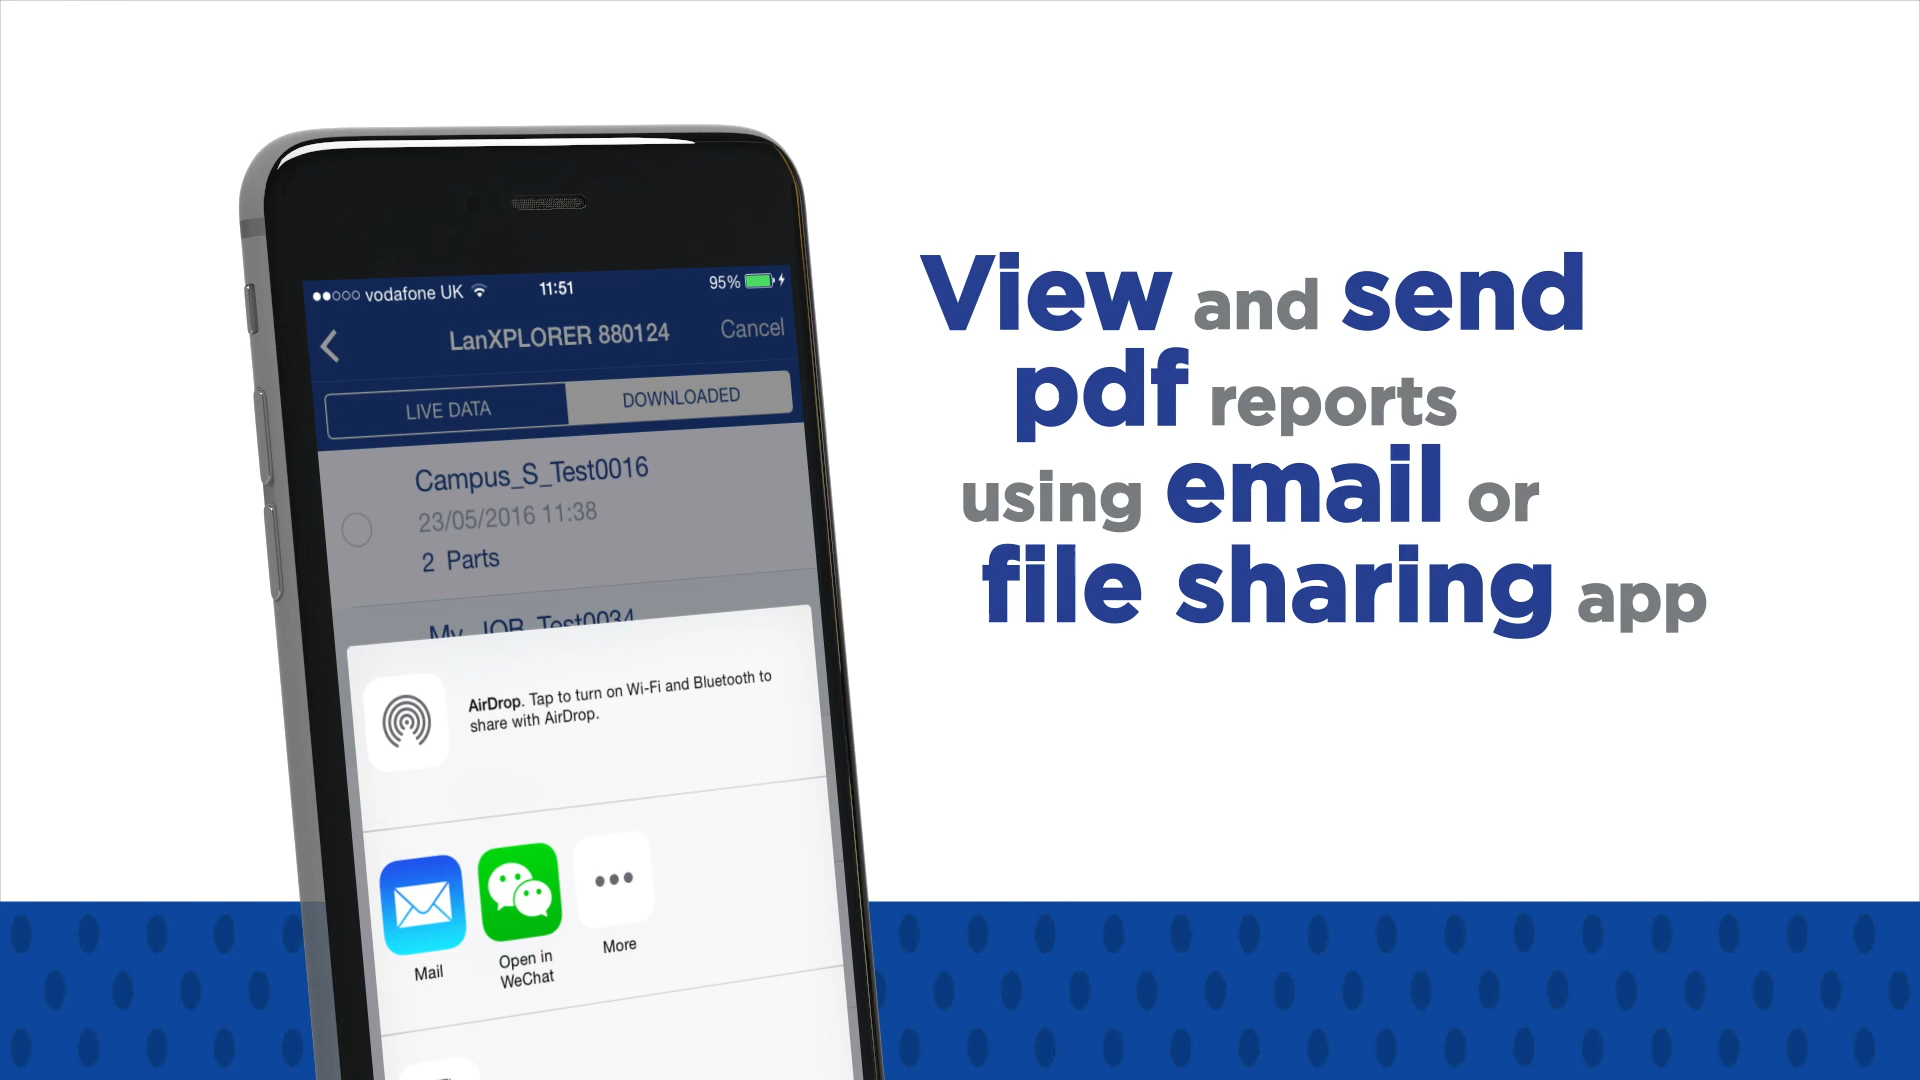 vodafone UK 11:51 95%
LanXPLORER 880124 Cancel
LIVE DATA DOWNLOADED
Campus_S_Test0016
23/05/2016 11:38
2 Parts
My_JOB_Test0034
AirDrop. Tap to turn on Wi-Fi and Bluetooth to
share with AirDrop.
Mail
Open in
WeChat
More
View and send
pdf reports
using email or
file sharing app